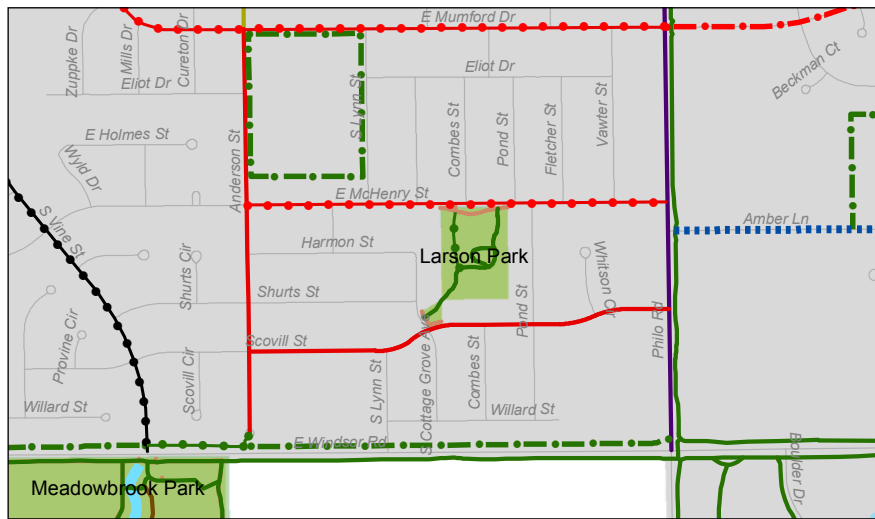 E Mumford Dr
Zuppke Dr
Mills Dr
Cureton Dr
Eliot Dr
Eliot Dr
Beckman Ct
S Lynn St
Combes St
Pond St
Fletcher St
Vawter St
E Holmes St
Wyld Dr
Anderson St
E McHenry St
S Vine St
Amber Ln
Harmon St
Larson Park
Shurts Cir
Whitson Cir
Shurts St
Pond St
Provine Cir
Scovill St
Philo Rd
Scovill Cir
S Lynn St
S Cottage Grove Ave
Combes St
Willard St
Willard St
E Windsor Rd
Boulder Dr
Meadowbrook Park